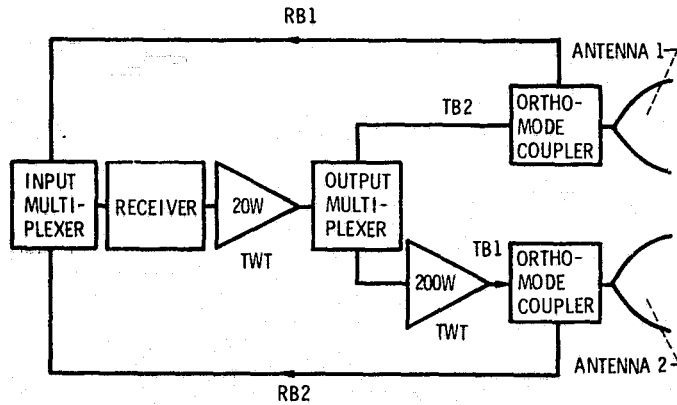 RB1
ANTENNA 1
TB2
ORTHO-
MODE
COUPLER
INPUT
MULTI-
PLEXER
RECEIVER
20W
TWT
OUTPUT
MULTI-
PLEXER
200W
TWT
TB1
ORTHO-
MODE
COUPLER
ANTENNA 2
RB2